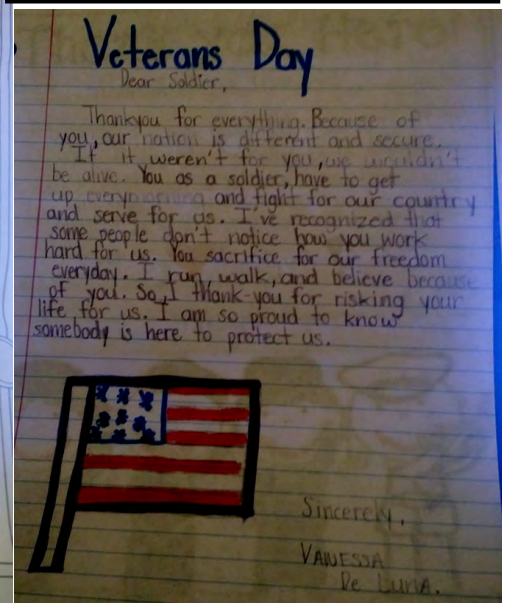 Veterans Day
Dear Soldier,
Thankyou for everything. Because of
you, our nation is different and secure.
If it weren't for you, we wouldn't
be alive. You as a soldier, have to get
up everymorning and fight for our country
and serve for us. I've recognized that
some people don't notice how you work
hard for us. You sacrifice for our freedom
everyday. I run, walk, and believe because
of you. So, I thank-you for risking your
life for us. I am so proud to know
somebody is here to protect us.
Sincerely,
VANESSA
De Luna.